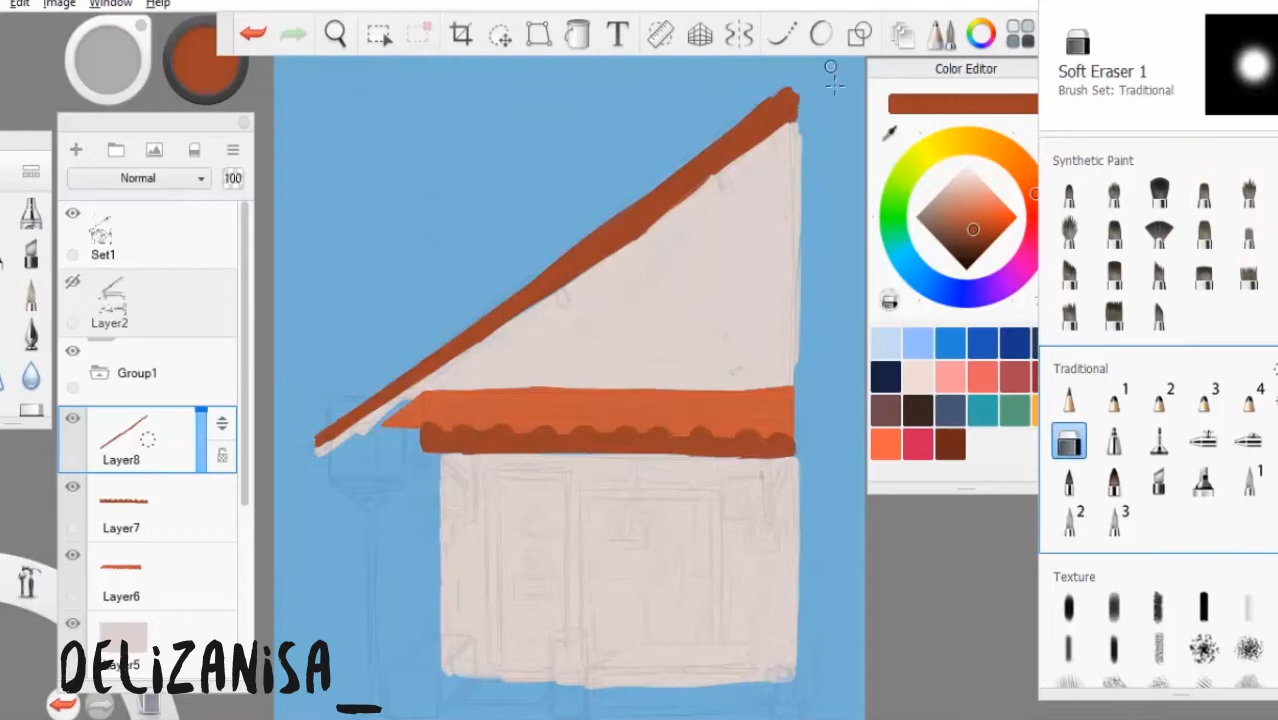 Edit Image Window Help
Color Editor
Soft Eraser 1
Brush Set: Traditional
Normal
100
Synthetic Paint
Set1
Layer2
Group1
Traditional
1 2 3 4
Layer8
1
2 3
Layer7
Texture
Layer6
Layer5
DELiZANiSA_